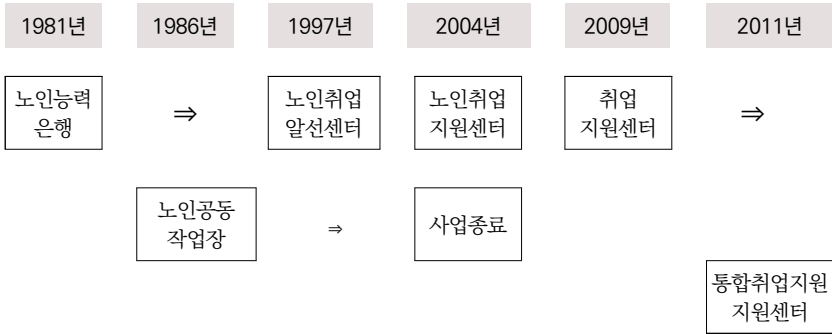 1981년 1986년 1997년 2004년 2009년 2011년
노인능력 은행 ⇒ 노인취업 알선센터 노인취업 지원센터 취업 지원센터 ⇒
노인공동 작업장 ⇒ 사업종료
통합취업지원
지원센터